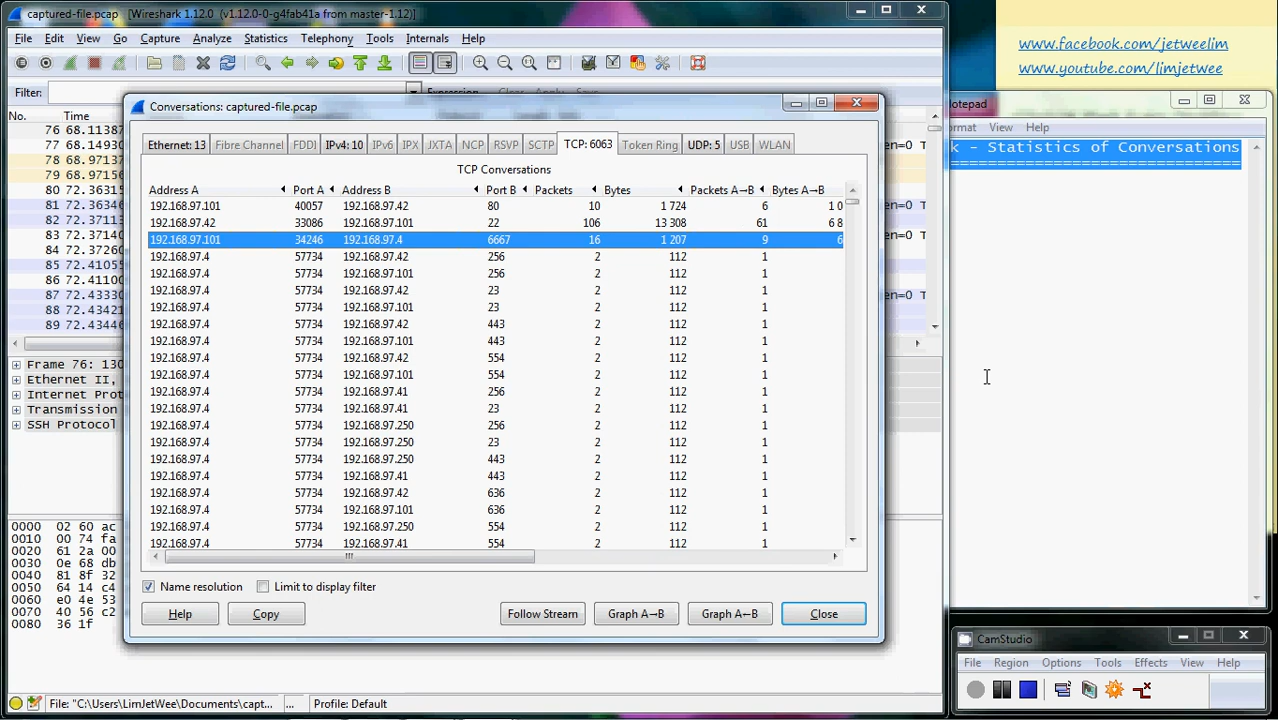 captured-file.pcap [Wireshark 1.12.0 (v1.12.0-0-g4fab41a from master-1.12)]
File Edit View Go Capture Analyze Statistics Telephony Tools Internals Help
Filter:
No. Time
76 68.11387
77 68.14930
78 68.97137
79 68.97156
80 72.36315
81 72.36346
82 72.37113
83 72.37140
84 72.37260
85 72.41055
86 72.41100
87 72.43330
88 72.43421
89 72.43446
Frame 76: 130
Ethernet II,
Internet Prot
Transmission
SSH Protocol
0000 02 60 ac
0010 00 74 fa
0020 61 2a 00
0030 0e 68 db
0040 81 8f 32
0050 64 14 c4
0060 e0 4e 53
0070 40 56 c2
0080 36 1f
File: "C:\Users\LimJetWee\Documents\capt... ... Profile: Default
Conversations: captured-file.pcap
Ethernet: 13 Fibre Channel FDDI IPv4: 10 IPv6 IPX JXTA NCP RSVP SCTP TCP: 6063 Token Ring UDP: 5 USB WLAN
TCP Conversations
Address A Port A Address B Port B Packets Bytes Packets A→B Bytes A→B
192.168.97.101 40057 192.168.97.42 80 10 1 724 6 1 0
192.168.97.42 33086 192.168.97.101 22 106 13 308 61 6 8
192.168.97.101 34246 192.168.97.4 6667 16 1 207 9 6
192.168.97.4 57734 192.168.97.42 256 2 112 1
192.168.97.4 57734 192.168.97.101 256 2 112 1
192.168.97.4 57734 192.168.97.42 23 2 112 1
192.168.97.4 57734 192.168.97.101 23 2 112 1
192.168.97.4 57734 192.168.97.42 443 2 112 1
192.168.97.4 57734 192.168.97.101 443 2 112 1
192.168.97.4 57734 192.168.97.42 554 2 112 1
192.168.97.4 57734 192.168.97.101 554 2 112 1
192.168.97.4 57734 192.168.97.41 256 2 112 1
192.168.97.4 57734 192.168.97.41 23 2 112 1
192.168.97.4 57734 192.168.97.250 256 2 112 1
192.168.97.4 57734 192.168.97.250 23 2 112 1
192.168.97.4 57734 192.168.97.250 443 2 112 1
192.168.97.4 57734 192.168.97.41 443 2 112 1
192.168.97.4 57734 192.168.97.42 636 2 112 1
192.168.97.4 57734 192.168.97.101 636 2 112 1
192.168.97.4 57734 192.168.97.250 554 2 112 1
192.168.97.4 57734 192.168.97.41 554 2 112 1
Name resolution Limit to display filter
Help Copy Follow Stream Graph A→B Graph A←B Close
www.facebook.com/jetweelim
www.youtube.com/limjetwee
otepad
ormat View Help
k - Statistics of Conversations
==============================
CamStudio
File Region Options Tools Effects View Help